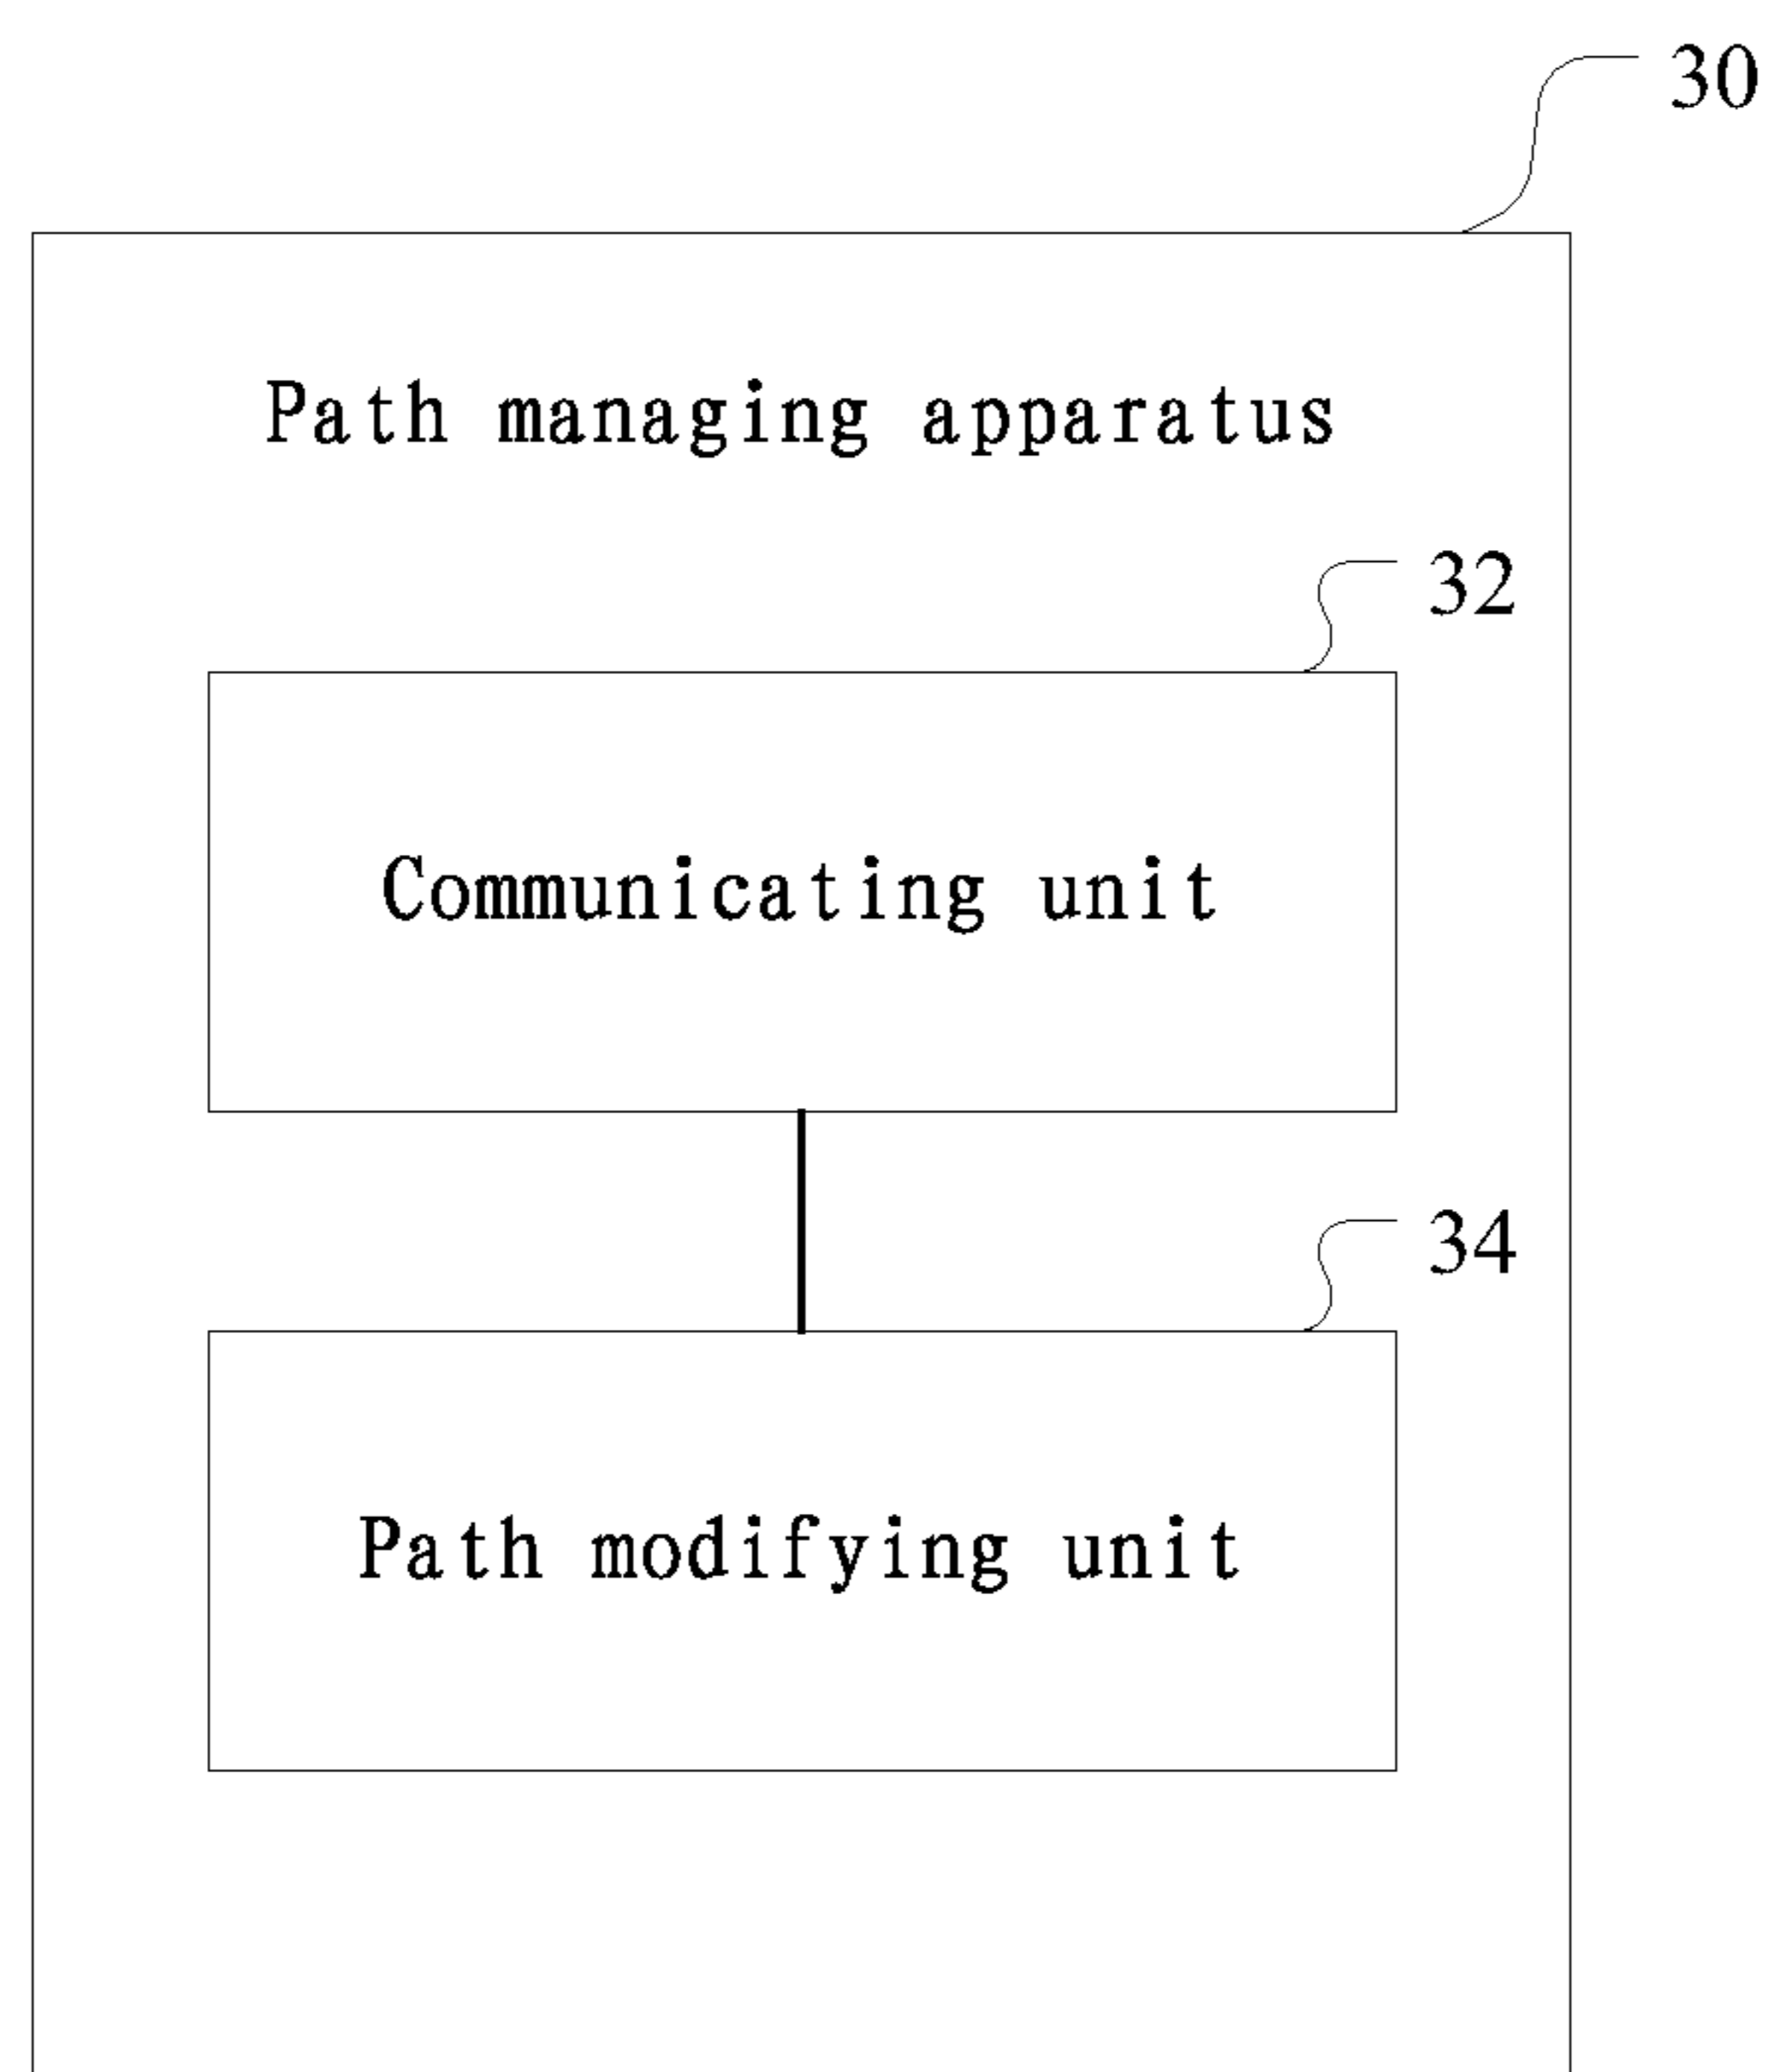 30
Path managing apparatus
32
Communicating unit
34
Path modifying unit